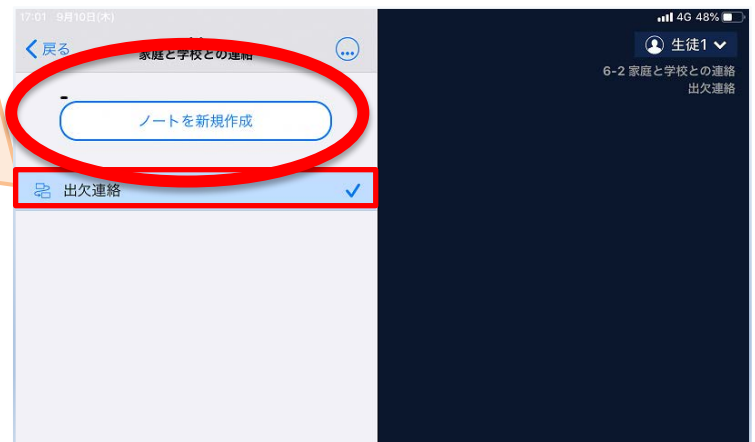 17:01 9月10日(木)
4G 48%
戻る
家庭と学校との連絡
生徒1
6-2 家庭と学校との連絡
出欠連絡
ノートを新規作成
出欠連絡